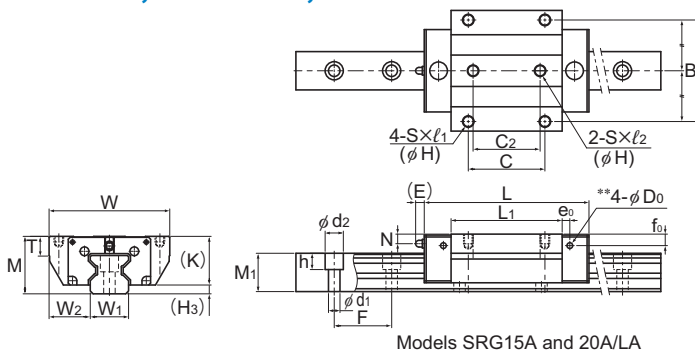 B
4-S×ℓ1
(φH)
C2
C
2-S×ℓ2
(φH)
W
T
M
(K)
(H3)
W2
W1
(E)
L
L1
e0
**4-φD0
f0
φd2
N
h
M1
φd1
F
Models SRG15A and 20A/LA